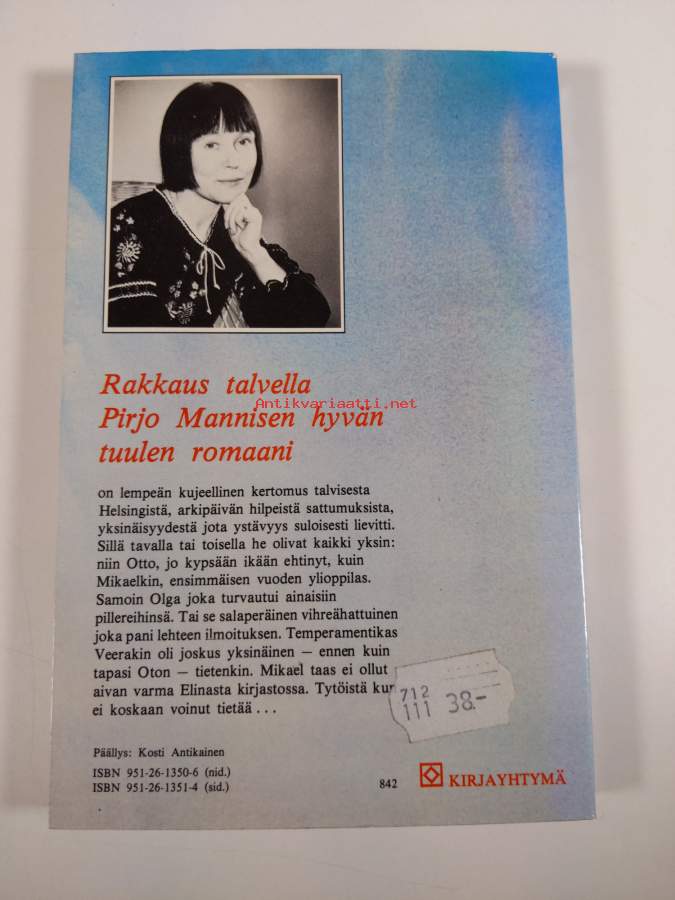 Rakkaus talvella
Antikvariaatti.net
Pirjo Mannisen hyvän
tuulen romaani
on lempeän kujeellinen kertomus talvisesta
Helsingistä, arkipäivän hilpeistä sattumuksista,
yksinäisyydestä jota ystävyys suloisesti lievitti.
Sillä tavalla tai toisella he olivat kaikki yksin:
niin Otto, jo kypsään ikään ehtinyt, kuin
Mikaelkin, ensimmäisen vuoden ylioppilas.
Samoin Olga joka turvautui ainaisiin
pillereihinsä. Tai se salaperäinen vihreähattuinen
joka pani lehteen ilmoituksen. Temperamentikas
Veerakin oli joskus yksinäinen — ennen kuin
tapasi Oton — tietenkin. Mikael taas ei ollut
aivan varma Elinasta kirjastossa. Tytöistä
ei koskaan voinut tietää . . .
712
111 38.-
Päällys: Kosti Antikainen
ISBN 951-26-1350-6 (nid.)
ISBN 951-26-1351-4 (sid.)
842
KIRJAYHTYMÄ